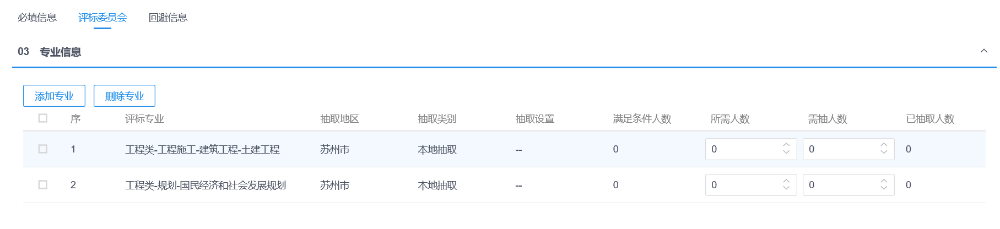 必填信息 评标委员会 回避信息
03 专业信息
添加专业 删除专业
序 评标专业 抽取地区 抽取类别 抽取设置 满足条件人数 所需人数 需抽人数 已抽取人数
1 工程类-工程施工-建筑工程-土建工程 苏州市 本地抽取 -- 0 0 0 0
2 工程类-规划-国民经济和社会发展规划 苏州市 本地抽取 -- 0 0 0 0